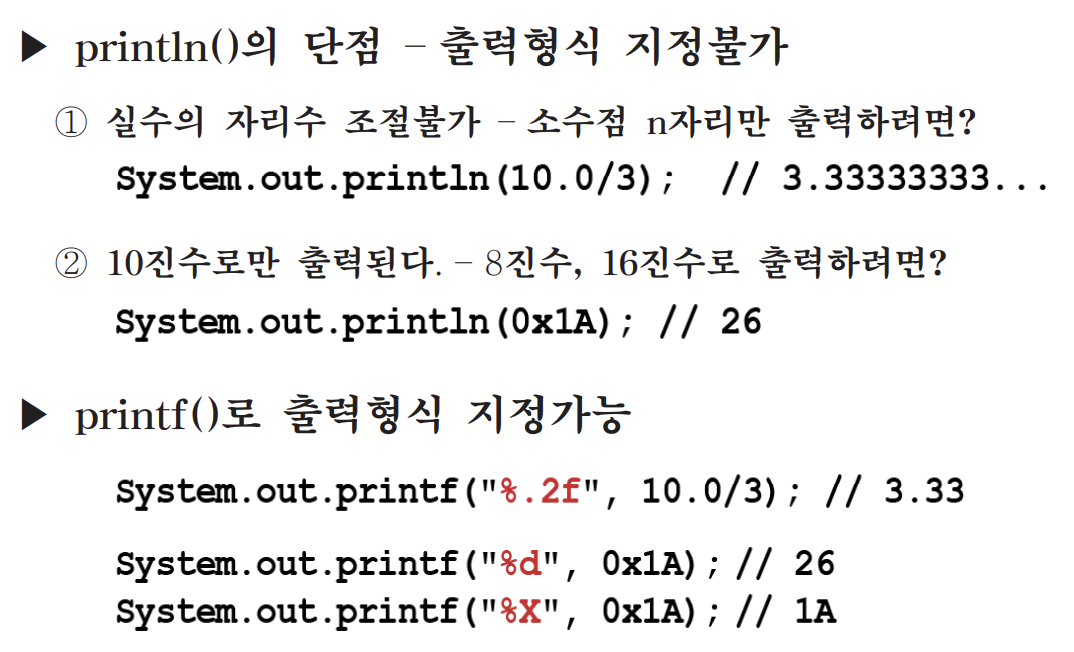 ▶ println()의 단점 – 출력형식 지정불가
① 실수의 자리수 조절불가 – 소수점 n자리만 출력하려면?
System.out.println(10.0/3);  // 3.33333333...
② 10진수로만 출력된다. – 8진수, 16진수로 출력하려면?
System.out.println(0x1A); // 26
▶ printf()로 출력형식 지정가능
System.out.printf("%.2f", 10.0/3); // 3.33
System.out.printf("%d", 0x1A); // 26
System.out.printf("%X", 0x1A); // 1A